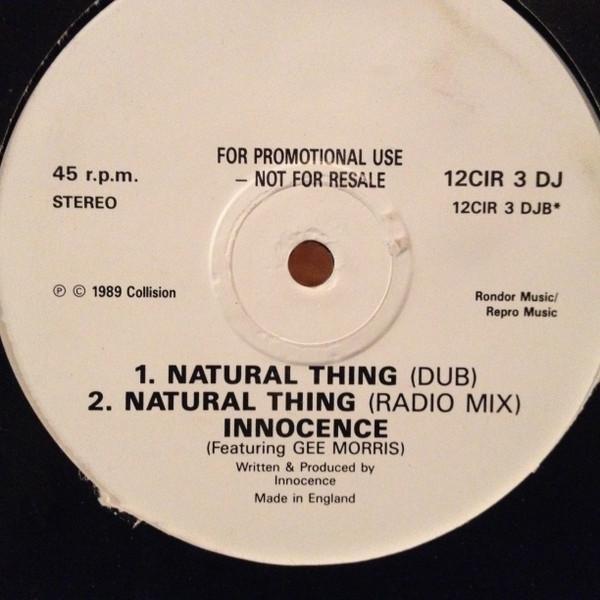 FOR PROMOTIONAL USE
– NOT FOR RESALE
45 r.p.m.
STEREO
12CIR 3 DJ
12CIR 3 DJB*
℗ © 1989 Collision
Rondor Music/
Repro Music
1. NATURAL THING (DUB)
2. NATURAL THING (RADIO MIX)
INNOCENCE
(Featuring GEE MORRIS)
Written & Produced by
Innocence
Made in England